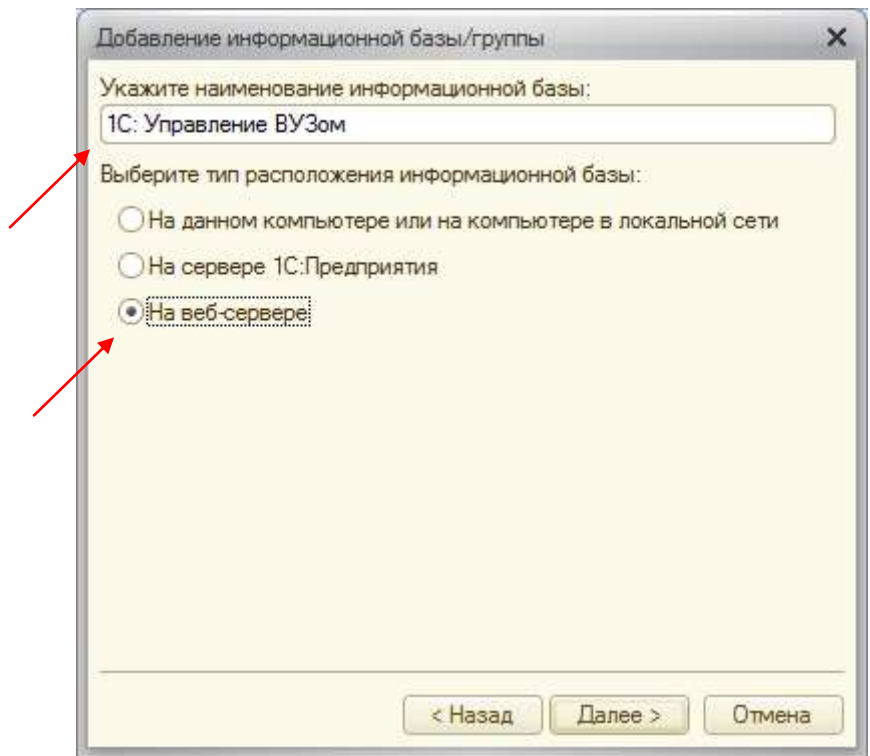 Добавление информационной базы/группы
Укажите наименование информационной базы:
1С: Управление ВУЗом
Выберите тип расположения информационной базы:
На данном компьютере или на компьютере в локальной сети
На сервере 1С:Предприятия
На веб-сервере
< Назад
Далее >
Отмена